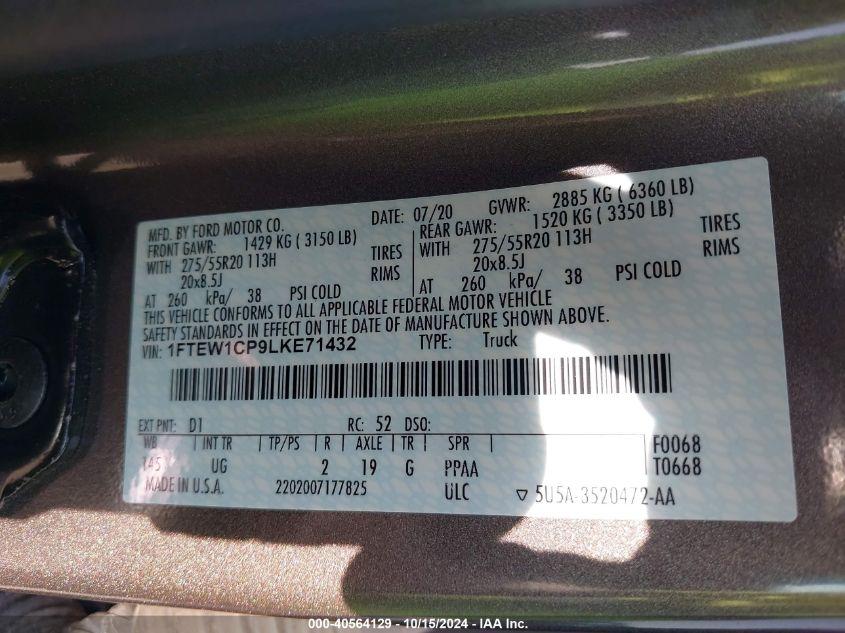 MFD. BY FORD MOTOR CO. DATE: 07/20 GVWR: 2885 KG ( 6360 LB)
FRONT GAWR: 1429 KG ( 3150 LB) REAR GAWR: 1520 KG ( 3350 LB)
WITH 275/55R20 113H TIRES WITH 275/55R20 113H TIRES
20x8.5J RIMS 20x8.5J RIMS
AT 260 kPa/ 38 PSI COLD AT 260 kPa/ 38 PSI COLD
THIS VEHICLE CONFORMS TO ALL APPLICABLE FEDERAL MOTOR VEHICLE
SAFETY STANDARDS IN EFFECT ON THE DATE OF MANUFACTURE SHOWN ABOVE.
VIN: 1FTEW1CP9LKE71432 TYPE: Truck
EXT PNT: D1 RC: 52 DSO:
WB INT TR TP/PS R AXLE TR SPR F0068
145 UG 2 19 G PPAA T0668
MADE IN U.S.A. 2202007177825 ULC ▽ 5U5A-3520472-AA
000-40564129 - 10/15/2024 - IAA Inc.